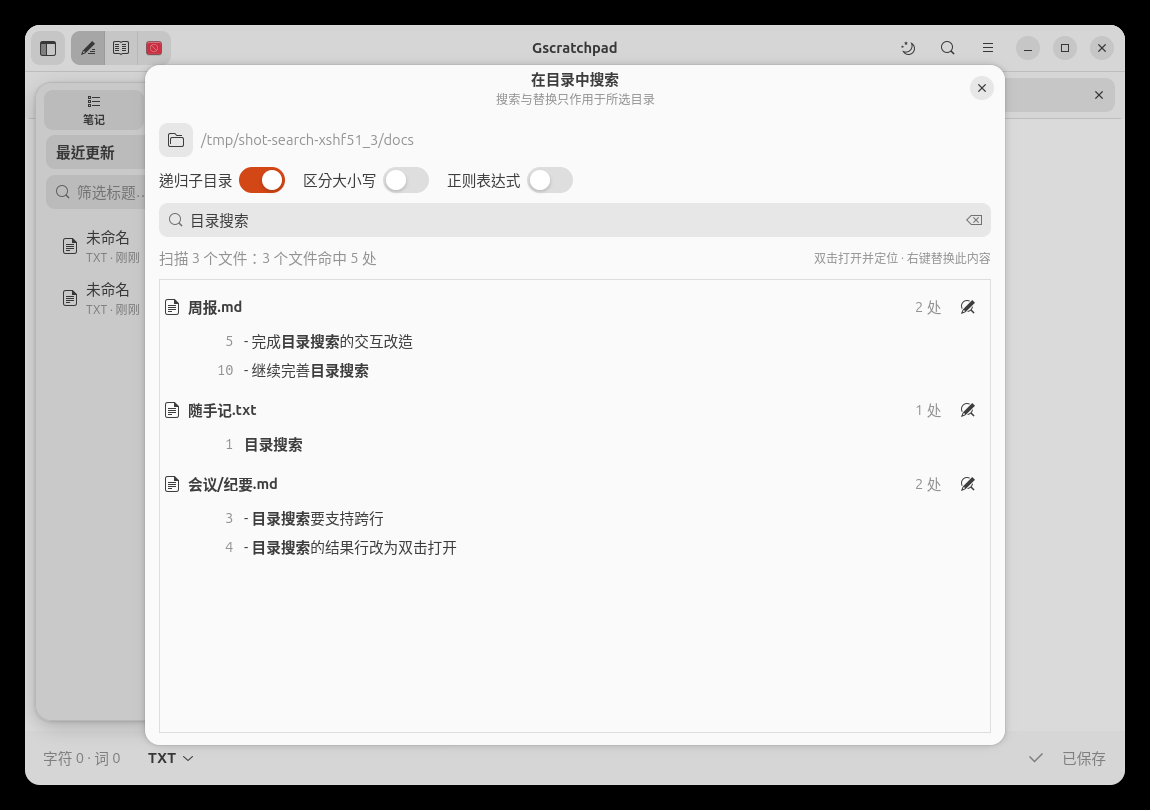 Gscratchpad
在目录中搜索
搜索与替换只作用于所选目录
笔记
最近更新
筛选标题…
未命名
TXT · 刚刚
未命名
TXT · 刚刚
/tmp/shot-search-xshf51_3/docs
递归子目录 区分大小写 正则表达式
目录搜索
扫描 3 个文件：3 个文件命中 5 处 双击打开并定位 · 右键替换此内容
周报.md 2 处
5 - 完成目录搜索的交互改造
10 - 继续完善目录搜索
随手记.txt 1 处
1 目录搜索
会议/纪要.md 2 处
3 - 目录搜索要支持跨行
4 - 目录搜索的结果行改为双击打开
字符 0 · 词 0 TXT 已保存